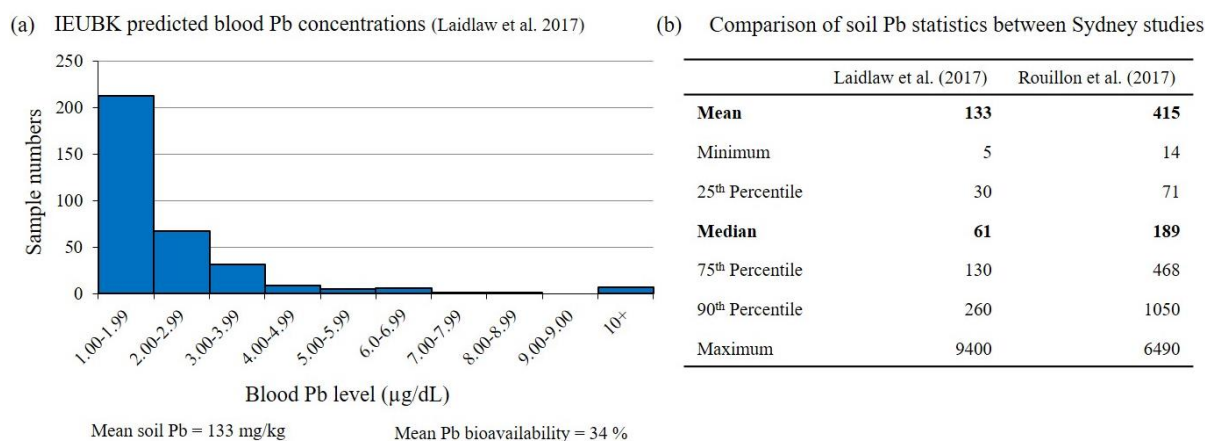 (a) IEUBK predicted blood Pb concentrations (Laidlaw et al. 2017)
Sample numbers
250
200
150
100
50
0
1.00-1.99
2.00-2.99
3.00-3.99
4.00-4.99
5.00-5.99
6.0-6.99
7.00-7.99
8.00-8.99
9.00-9.00
10+
Blood Pb level (µg/dL)
Mean soil Pb = 133 mg/kg Mean Pb bioavailability = 34 %
(b) Comparison of soil Pb statistics between Sydney studies
Laidlaw et al. (2017) Rouillon et al. (2017)
Mean 133 415
Minimum 5 14
25th Percentile 30 71
Median 61 189
75th Percentile 130 468
90th Percentile 260 1050
Maximum 9400 6490